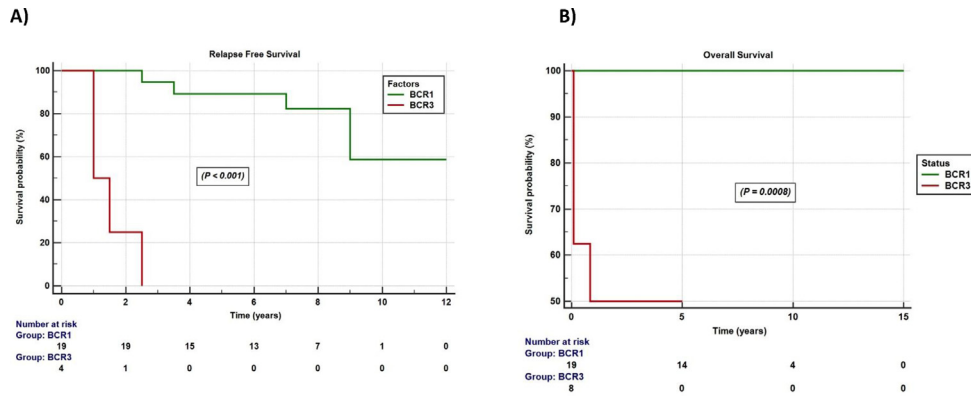 A)
Relapse Free Survival
Survival probability (%)
100
80
60
40
20
0
Factors
BCR1
BCR3
(P < 0.001)
0 2 4 6 8 10 12
Time (years)
Number at risk
Group: BCR1
19 19 15 13 7 1 0
Group: BCR3
4 1 0 0 0 0 0
B)
Overall Survival
Survival probability (%)
100
90
80
70
60
50
Status
BCR1
BCR3
(P = 0.0008)
0 5 10 15
Time (years)
Number at risk
Group: BCR1
19 14 4 0
Group: BCR3
8 0 0 0